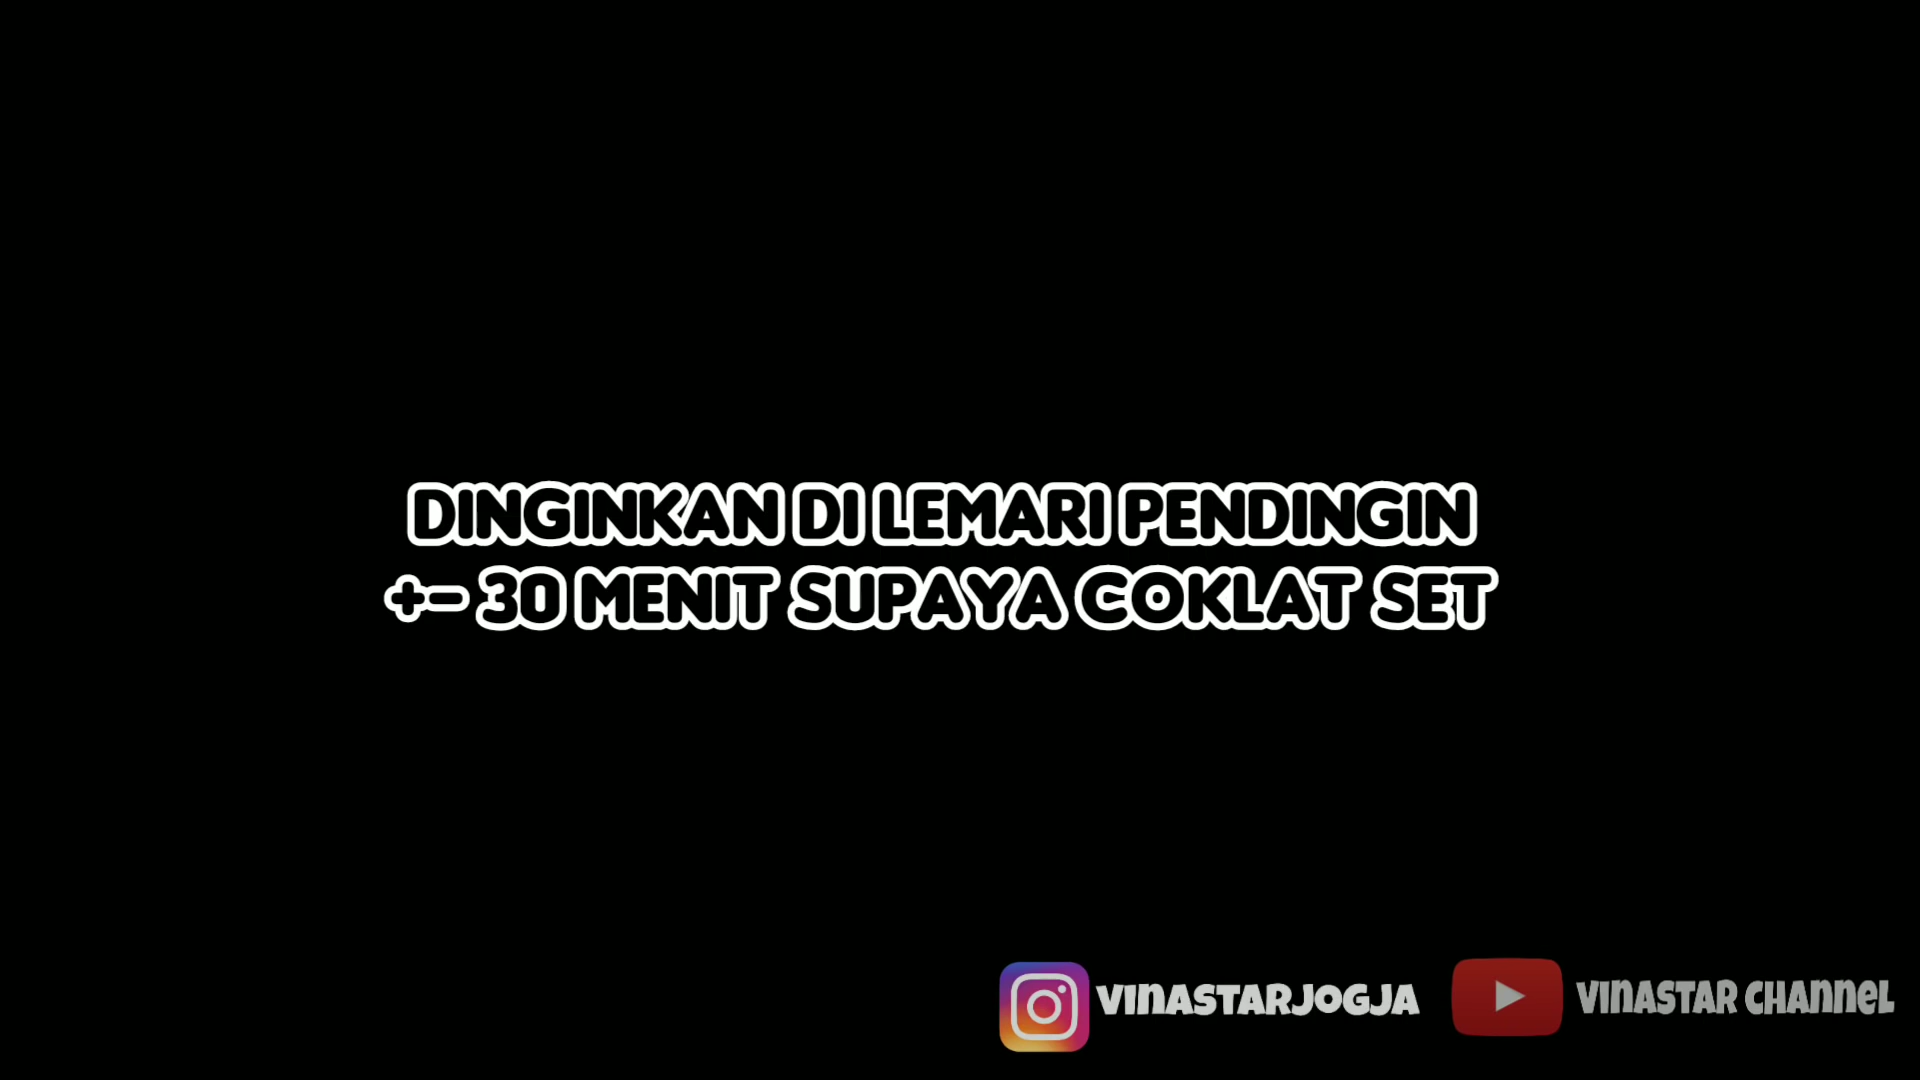 DINGINKAN DI LEMARI PENDINGIN
+- 30 MENIT SUPAYA COKLAT SET
VINASTARJOGJA
VINASTAR CHANNEL